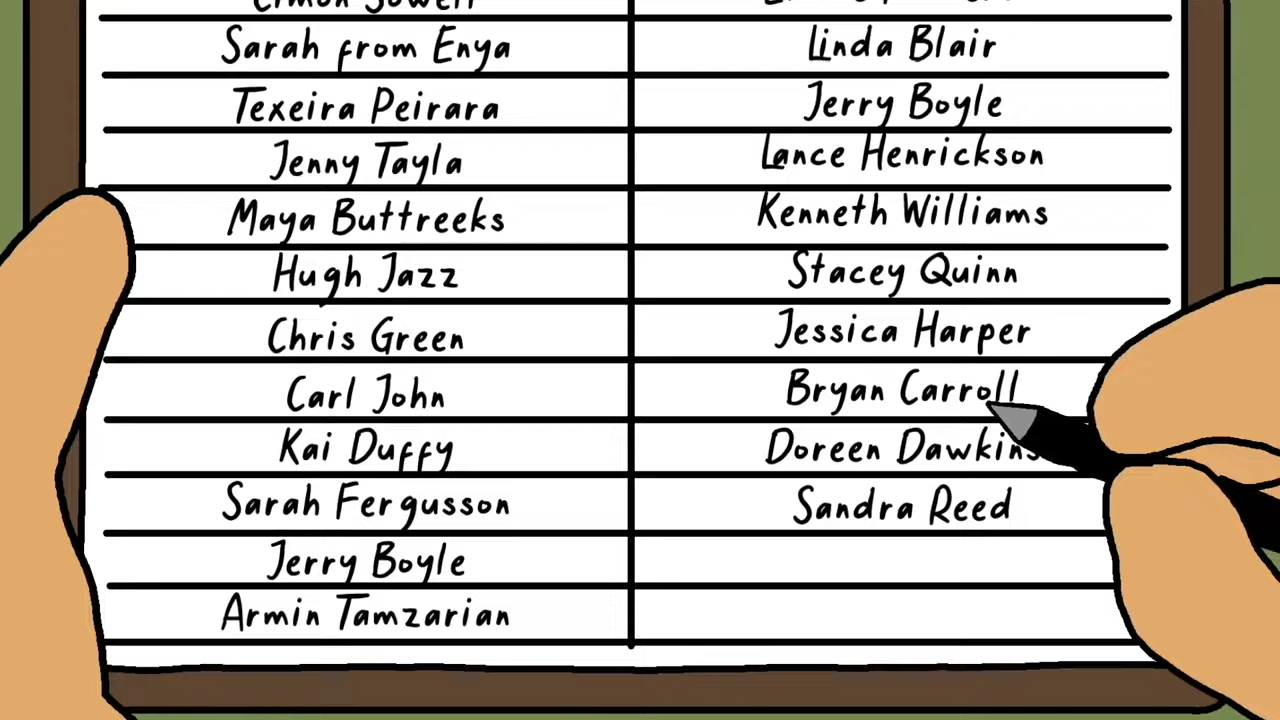 Sarah from Enya
Texeira Peirara
Jenny Tayla
Maya Buttreeks
Hugh Jazz
Chris Green
Carl John
Kai Duffy
Sarah Fergusson
Jerry Boyle
Armin Tamzarian
Linda Blair
Jerry Boyle
Lance Henrickson
Kenneth Williams
Stacey Quinn
Jessica Harper
Bryan Carroll
Doreen Dawkins
Sandra Reed